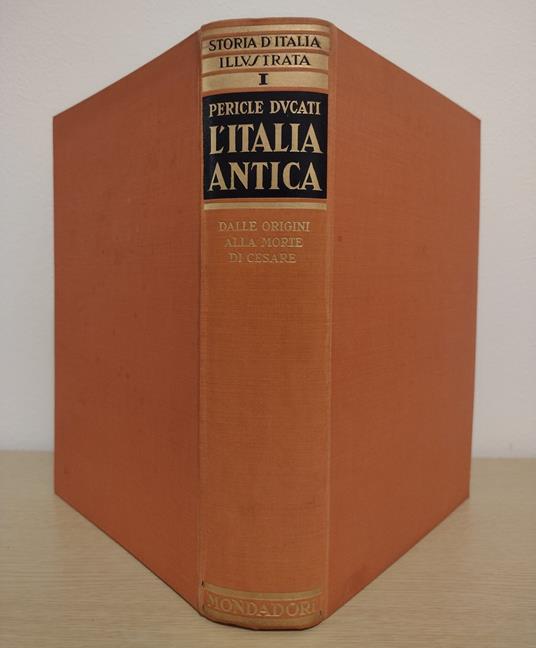 STORIA D'ITALIA
ILLVSTRATA
I
PERICLE DVCATI
L'ITALIA
ANTICA
DALLE ORIGINI
ALLA MORTE
DI CESARE
MONDADORI